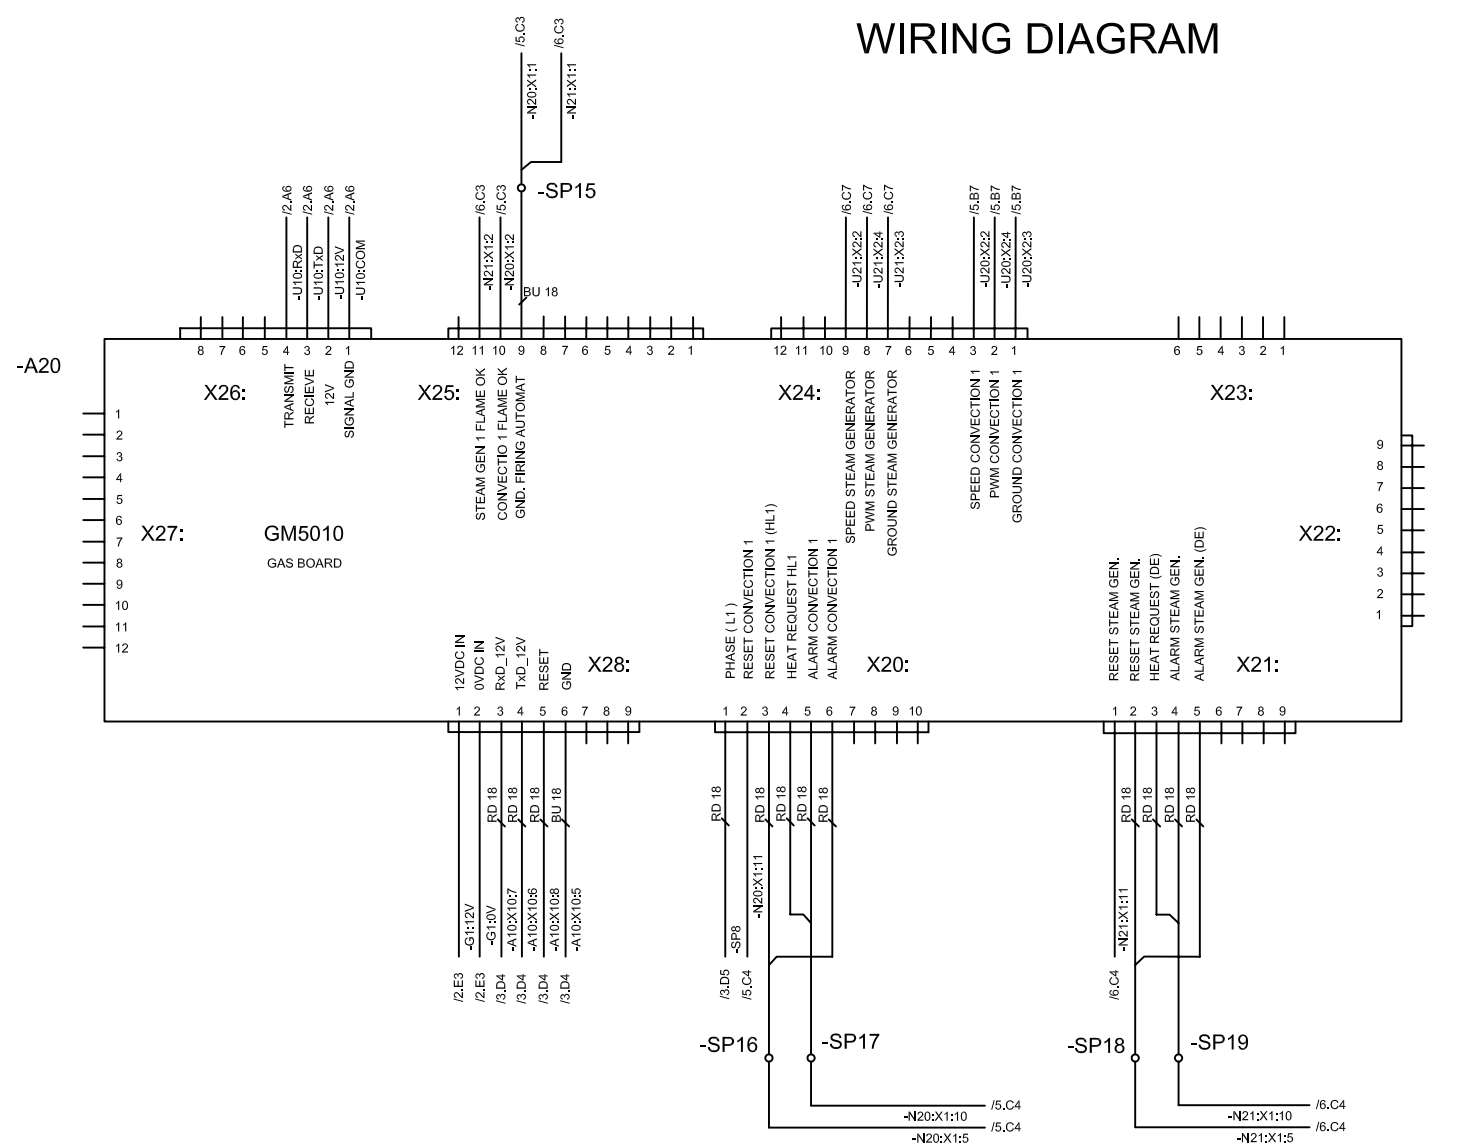 WIRING DIAGRAM
/5.C3
/6.C3
-N20:X1:1
-N21:X1:1
-SP15
/2.A6
/2.A6
/2.A6
/2.A6
-U10:RxD
-U10:TxD
-U10:12V
-U10:COM
/6.C3
/5.C3
-N21:X1:2
-N20:X1:2
BU 18
/6.C7
/6.C7
/6.C7
-U21:X2:2
-U21:X2:4
-U21:X2:3
/5.B7
/5.B7
/5.B7
-U20:X2:2
-U20:X2:4
-U20:X2:3
-A20
8 7 6 5 4 3 2 1
X26:
TRANSMIT
RECIEVE
12V
SIGNAL GND
12 11 10 9 8 7 6 5 4 3 2 1
X25:
STEAM GEN 1 FLAME OK
CONVECTIO 1 FLAME OK
GND. FIRING AUTOMAT
12 11 10 9 8 7 6 5 4 3 2 1
X24:
SPEED STEAM GENERATOR
PWM STEAM GENERATOR
GROUND STEAM GENERATOR
SPEED CONVECTION 1
PWM CONVECTION 1
GROUND CONVECTION 1
6 5 4 3 2 1
X23:
1
2
3
4
5
6
7
8
9
10
11
12
X27:
GM5010
GAS BOARD
9
8
7
6
5
4
3
2
1
X22:
12VDC IN
0VDC IN
RxD_12V
TxD_12V
RESET
GND
X28:
1 2 3 4 5 6 7 8 9
PHASE ( L1 )
RESET CONVECTION 1
RESET CONVECTION 1 (HL1)
HEAT REQUEST HL1
ALARM CONVECTION 1
ALARM CONVECTION 1
X20:
1 2 3 4 5 6 7 8 9 10
RESET STEAM GEN.
RESET STEAM GEN.
HEAT REQUEST (DE)
ALARM STEAM GEN.
ALARM STEAM GEN. (DE)
X21:
1 2 3 4 5 6 7 8 9
RD 18
RD 18
RD 18
BU 18
-G1:12V
-G1:0V
-A10:X10:7
-A10:X10:6
-A10:X10:8
-A10:X10:5
/2.E3
/2.E3
/3.D4
/3.D4
/3.D4
/3.D4
RD 18
RD 18
RD 18
RD 18
RD 18
-SP8
-N20:X1:11
/3.D5
/5.C4
RD 18
RD 18
RD 18
RD 18
-N21:X1:11
/6.C4
-SP16
-SP17
-SP18
-SP19
-N20:X1:10
/5.C4
-N20:X1:5
/5.C4
-N21:X1:10
/6.C4
-N21:X1:5
/6.C4